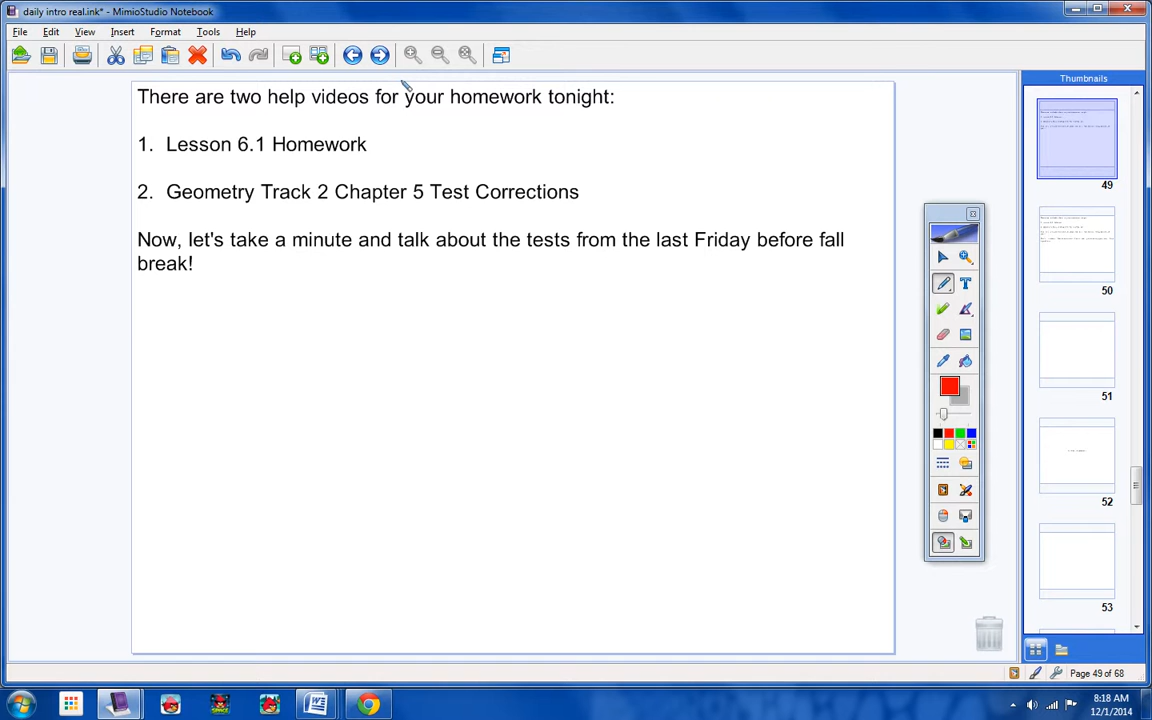 daily intro real.ink* - MimioStudio Notebook
File Edit View Insert Format Tools Help
There are two help videos for your homework tonight:
1. Lesson 6.1 Homework
2. Geometry Track 2 Chapter 5 Test Corrections
Now, let's take a minute and talk about the tests from the last Friday before fall
break!
Thumbnails
49
50
51
52
53
Page 49 of 68
8:18 AM
12/1/2014